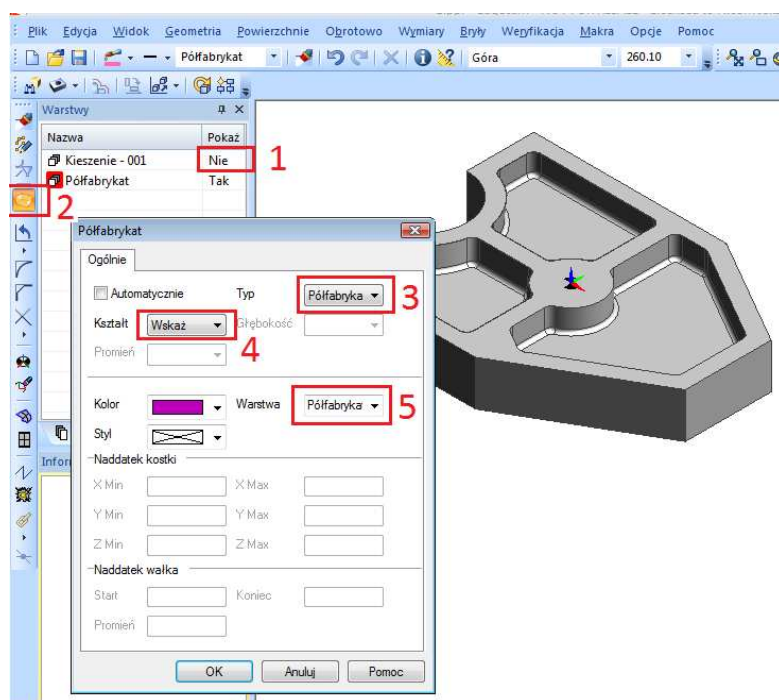 Plik Edycja Widok Geometria Powierzchnie Obrotowo Wymiary Bryły Weryfikacja Makra Opcje Pomoc
Półfabrykat Góra 260.10
Warstwy
Nazwa Pokaż
Kieszenie - 001 Nie 1
Półfabrykat Tak
2
Półfabrykat
Ogólnie
Automatycznie Typ Półfabryka 3
Kształt Wskaż Głębokość
4
Promień
Kolor Warstwa Półfabryka 5
Styl
Naddatek kostki
X Min X Max
Y Min Y Max
Z Min Z Max
Naddatek wałka
Start Koniec
Promień
OK Anuluj Pomoc
Infor